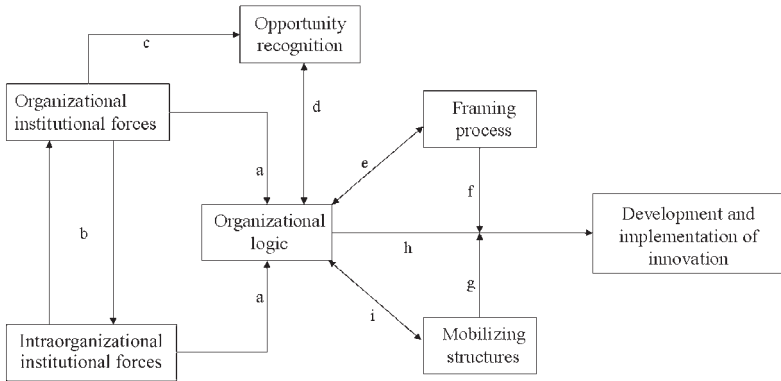 Opportunity
recognition
c
Organizational
institutional forces
d
Framing
process
a
e
f
b
Organizational
logic
h
Development and
implementation of
innovation
a
g
i
Intraorganizational
institutional forces
Mobilizing
structures